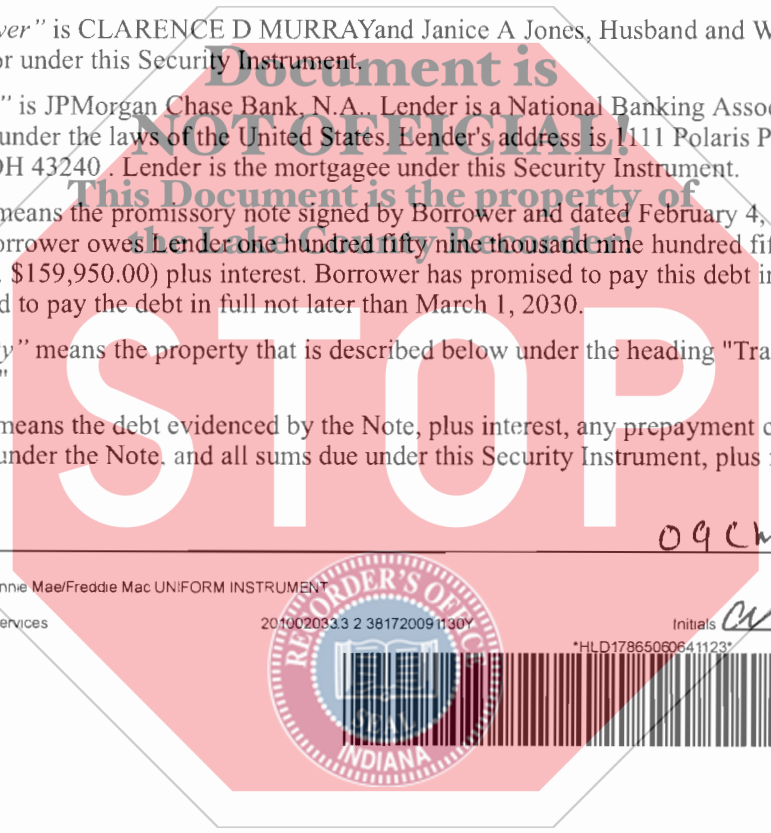 ver" is CLARENCE D MURRAYand Janice A Jones, Husband and W
or under this Security Instrument.
Document is
" is JPMorgan Chase Bank, N.A.. Lender is a National Banking Assoc
under the laws of the United States. Lender's address is 1111 Polaris P
NOT OFFICIAL!
OH 43240 . Lender is the mortgagee under this Security Instrument.
This Document is the property of
means the promissory note signed by Borrower and dated February 4,
the Lake County Recorder!
orrower owes Lender one hundred fifty nine thousand nine hundred fif
. $159,950.00) plus interest. Borrower has promised to pay this debt in
d to pay the debt in full not later than March 1, 2030.
STOP
y" means the property that is described below under the heading "Tra
"
means the debt evidenced by the Note, plus interest, any prepayment c
under the Note. and all sums due under this Security Instrument, plus
nnie Mae/Freddie Mac UNIFORM INSTRUMENT
ervices
201002033.3 2 381720091130Y
Initials
*HLD17865060641123*
RECORDER'S OFFICE
SEAL
INDIANA